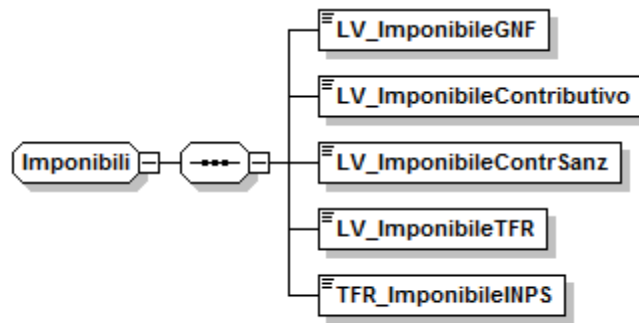 LV_ImponibileGNF
LV_ImponibileContributivo
Imponibili
LV_ImponibileContrSanz
LV_ImponibileTFR
TFR_ImponibileINPS